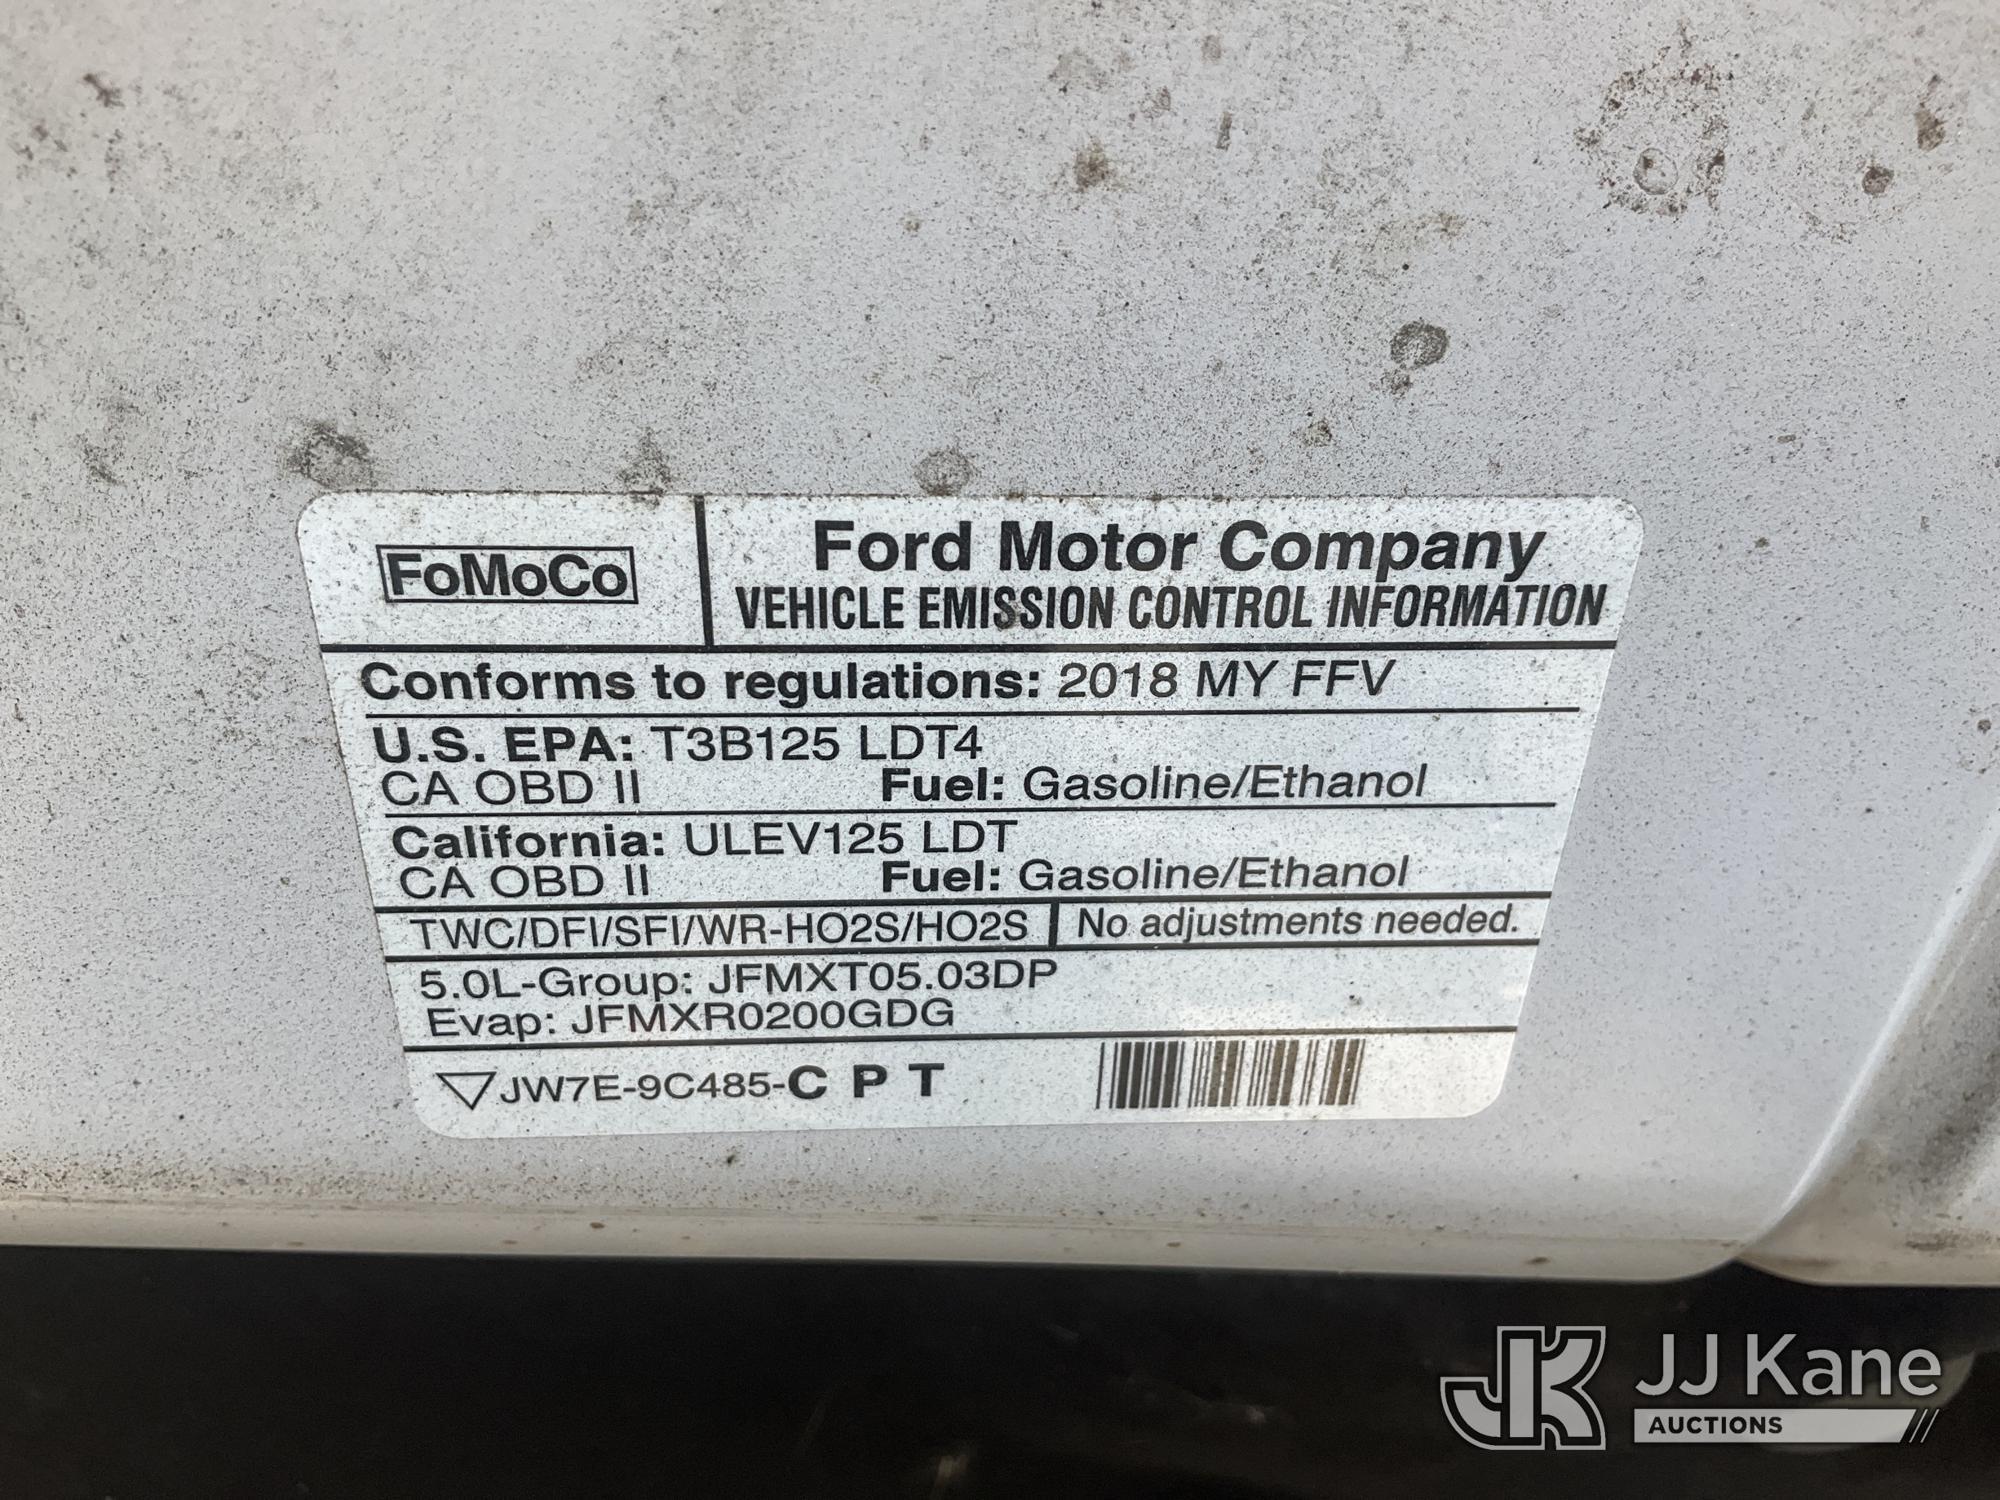 FoMoCo
Ford Motor Company
VEHICLE EMISSION CONTROL INFORMATION
Conforms to regulations: 2018 MY FFV
U.S. EPA: T3B125 LDT4
CA OBD II Fuel: Gasoline/Ethanol
California: ULEV125 LDT
CA OBD II Fuel: Gasoline/Ethanol
TWC/DFI/SFI/WR-HO2S/HO2S No adjustments needed.
5.0L-Group: JFMXT05.03DP
Evap: JFMXR0200GDG
JW7E-9C485-C P T
JK JJ Kane
AUCTIONS